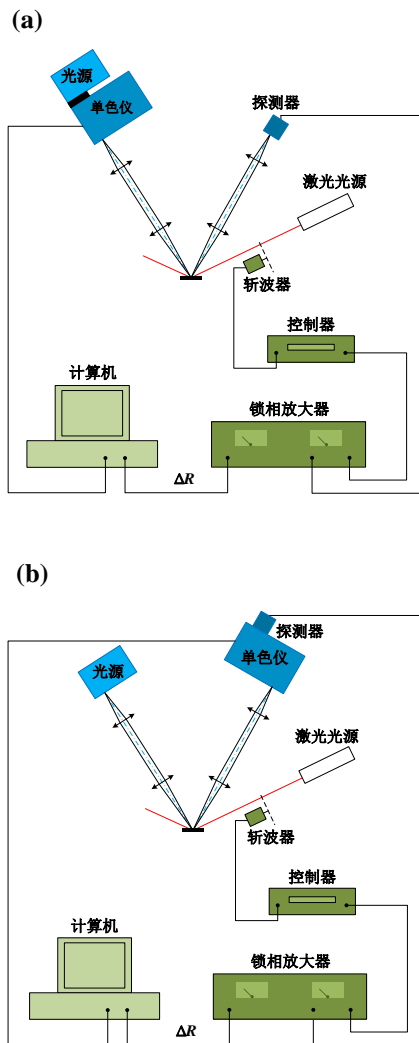 (a)
光源
单色仪
探测器
激光光源
斩波器
控制器
计算机
锁相放大器
ΔR
(b)
探测器
单色仪
光源
激光光源
斩波器
控制器
计算机
锁相放大器
ΔR